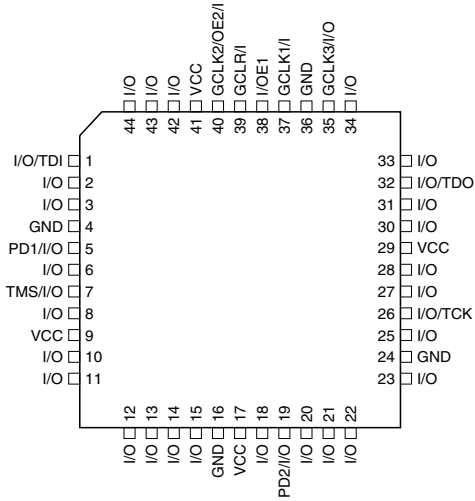 I/O
I/O
I/O
VCC
GCLK2/OE2/I
GCLR/I
I/OE1
GCLK1/I
GND
GCLK3/I/O
I/O
44 43 42 41 40 39 38 37 36 35 34
I/O/TDI 1
I/O 2
I/O 3
GND 4
PD1/I/O 5
I/O 6
TMS/I/O 7
I/O 8
VCC 9
I/O 10
I/O 11
33 I/O
32 I/O/TDO
31 I/O
30 I/O
29 VCC
28 I/O
27 I/O
26 I/O/TCK
25 I/O
24 GND
23 I/O
12 13 14 15 16 17 18 19 20 21 22
I/O
I/O
I/O
I/O
GND
VCC
I/O
PD2/I/O
I/O
I/O
I/O